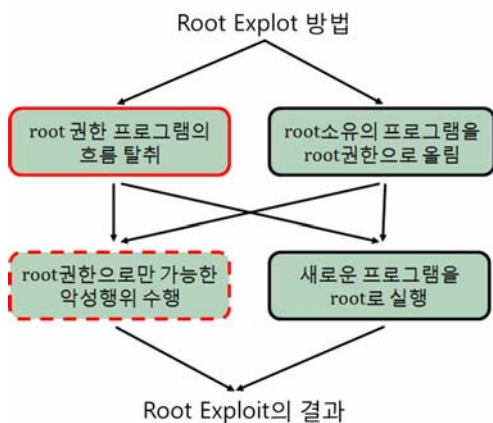 Root Explot 방법
root 권한 프로그램의
흐름 탈취
root소유의 프로그램을
root권한으로 올림
root권한으로만 가능한
악성행위 수행
새로운 프로그램을
root로 실행
Root Exploit의 결과